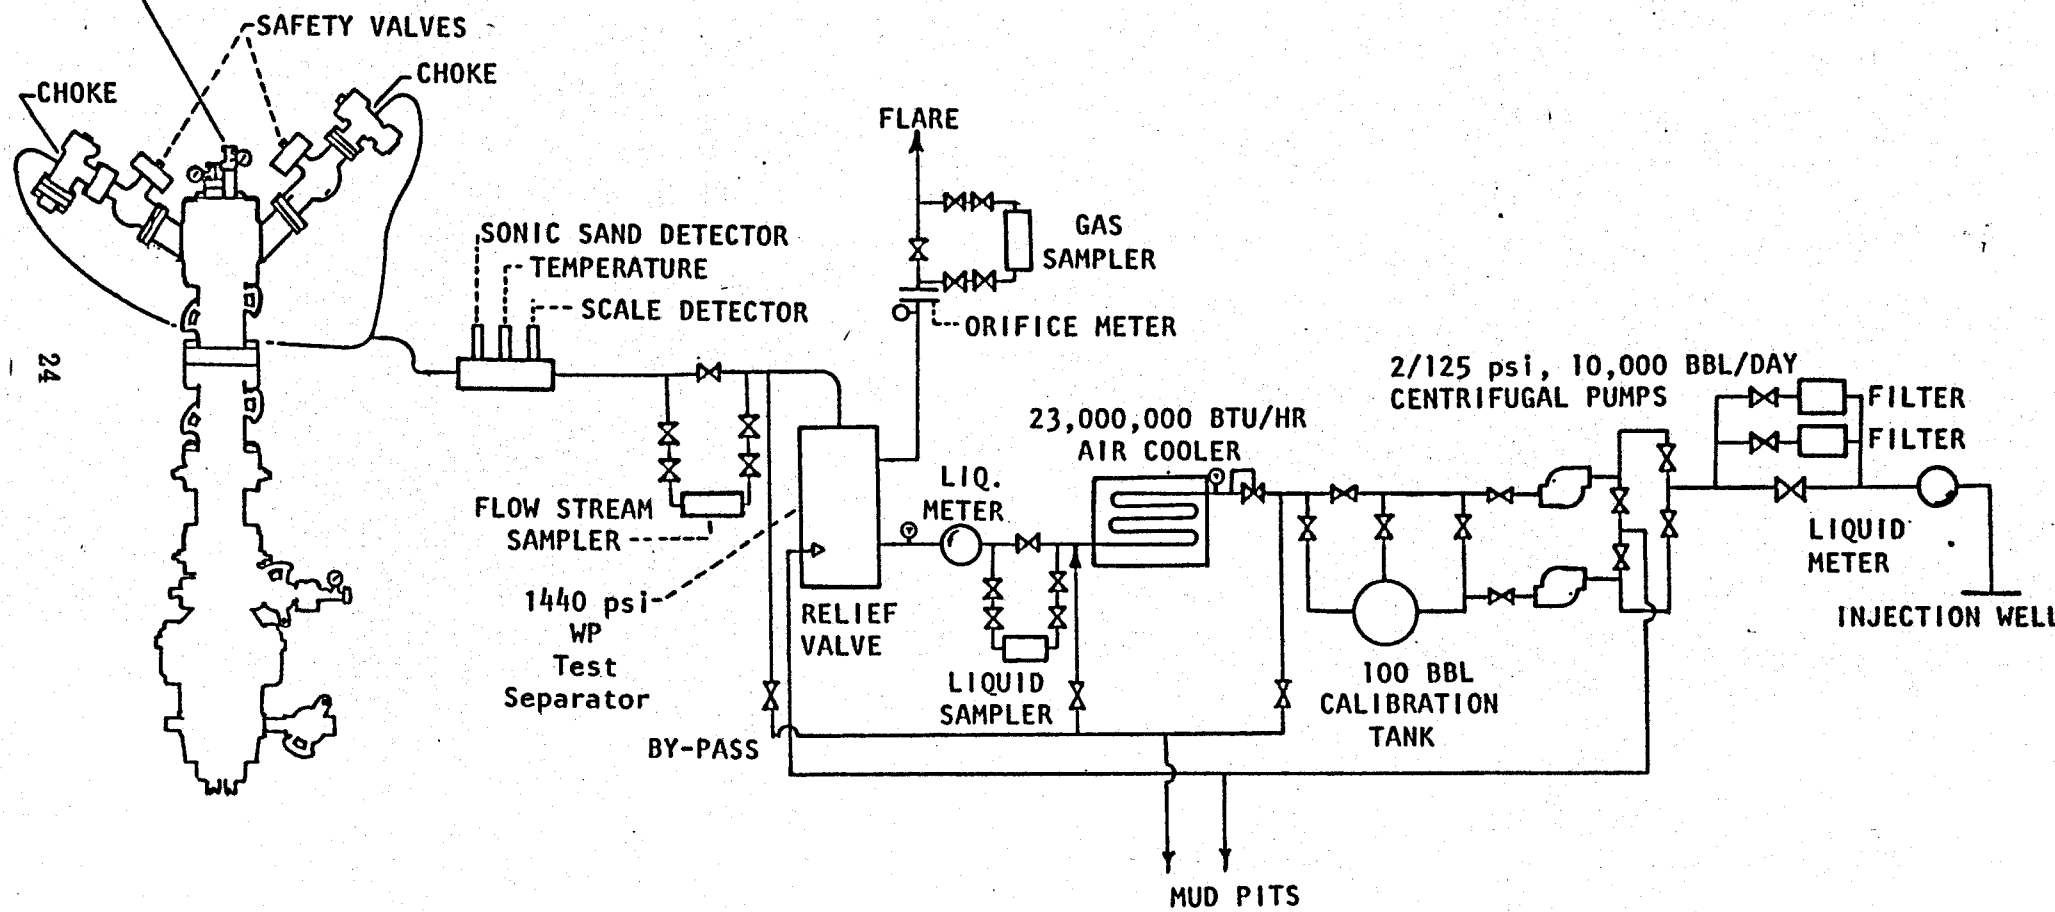 SAFETY VALVES
CHOKE
CHOKE
FLARE
GAS
SAMPLER
SONIC SAND DETECTOR
TEMPERATURE
SCALE DETECTOR
ORIFICE METER
24
2/125 psi, 10,000 BBL/DAY
CENTRIFUGAL PUMPS
FILTER
FILTER
23,000,000 BTU/HR
AIR COOLER
LIQ.
METER
FLOW STREAM
SAMPLER
LIQUID
METER
1440 psi
WP
Test
Separator
RELIEF
VALVE
INJECTION WELL
LIQUID
SAMPLER
100 BBL
CALIBRATION
TANK
BY-PASS
MUD PITS